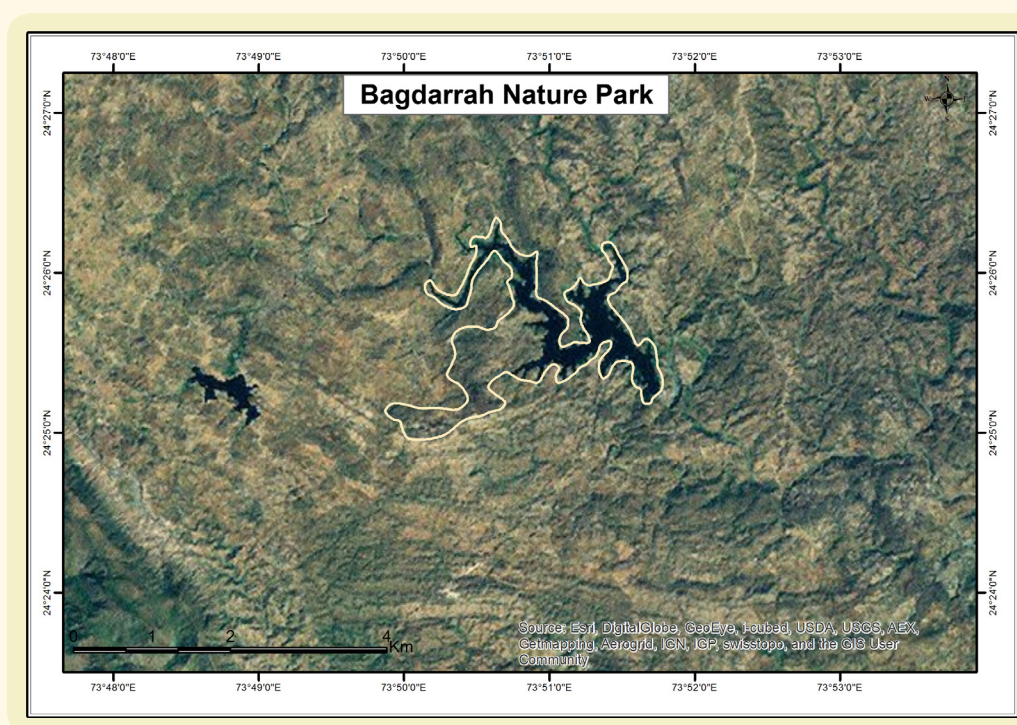 73°48'0"E 73°49'0"E 73°50'0"E 73°51'0"E 73°52'0"E 73°53'0"E
Bagdarrah Nature Park
N
W
24°27'0"N 24°27'0"N
24°26'0"N 24°26'0"N
24°25'0"N 24°25'0"N
24°24'0"N 24°24'0"N
0 1 2 4
Km
Source: Esri, DigitalGlobe, GeoEye, i-cubed, USDA, USGS, AEX,
Getmapping, Aerogrid, IGN, IGP, swisstopo, and the GIS User
Community
73°48'0"E 73°49'0"E 73°50'0"E 73°51'0"E 73°52'0"E 73°53'0"E